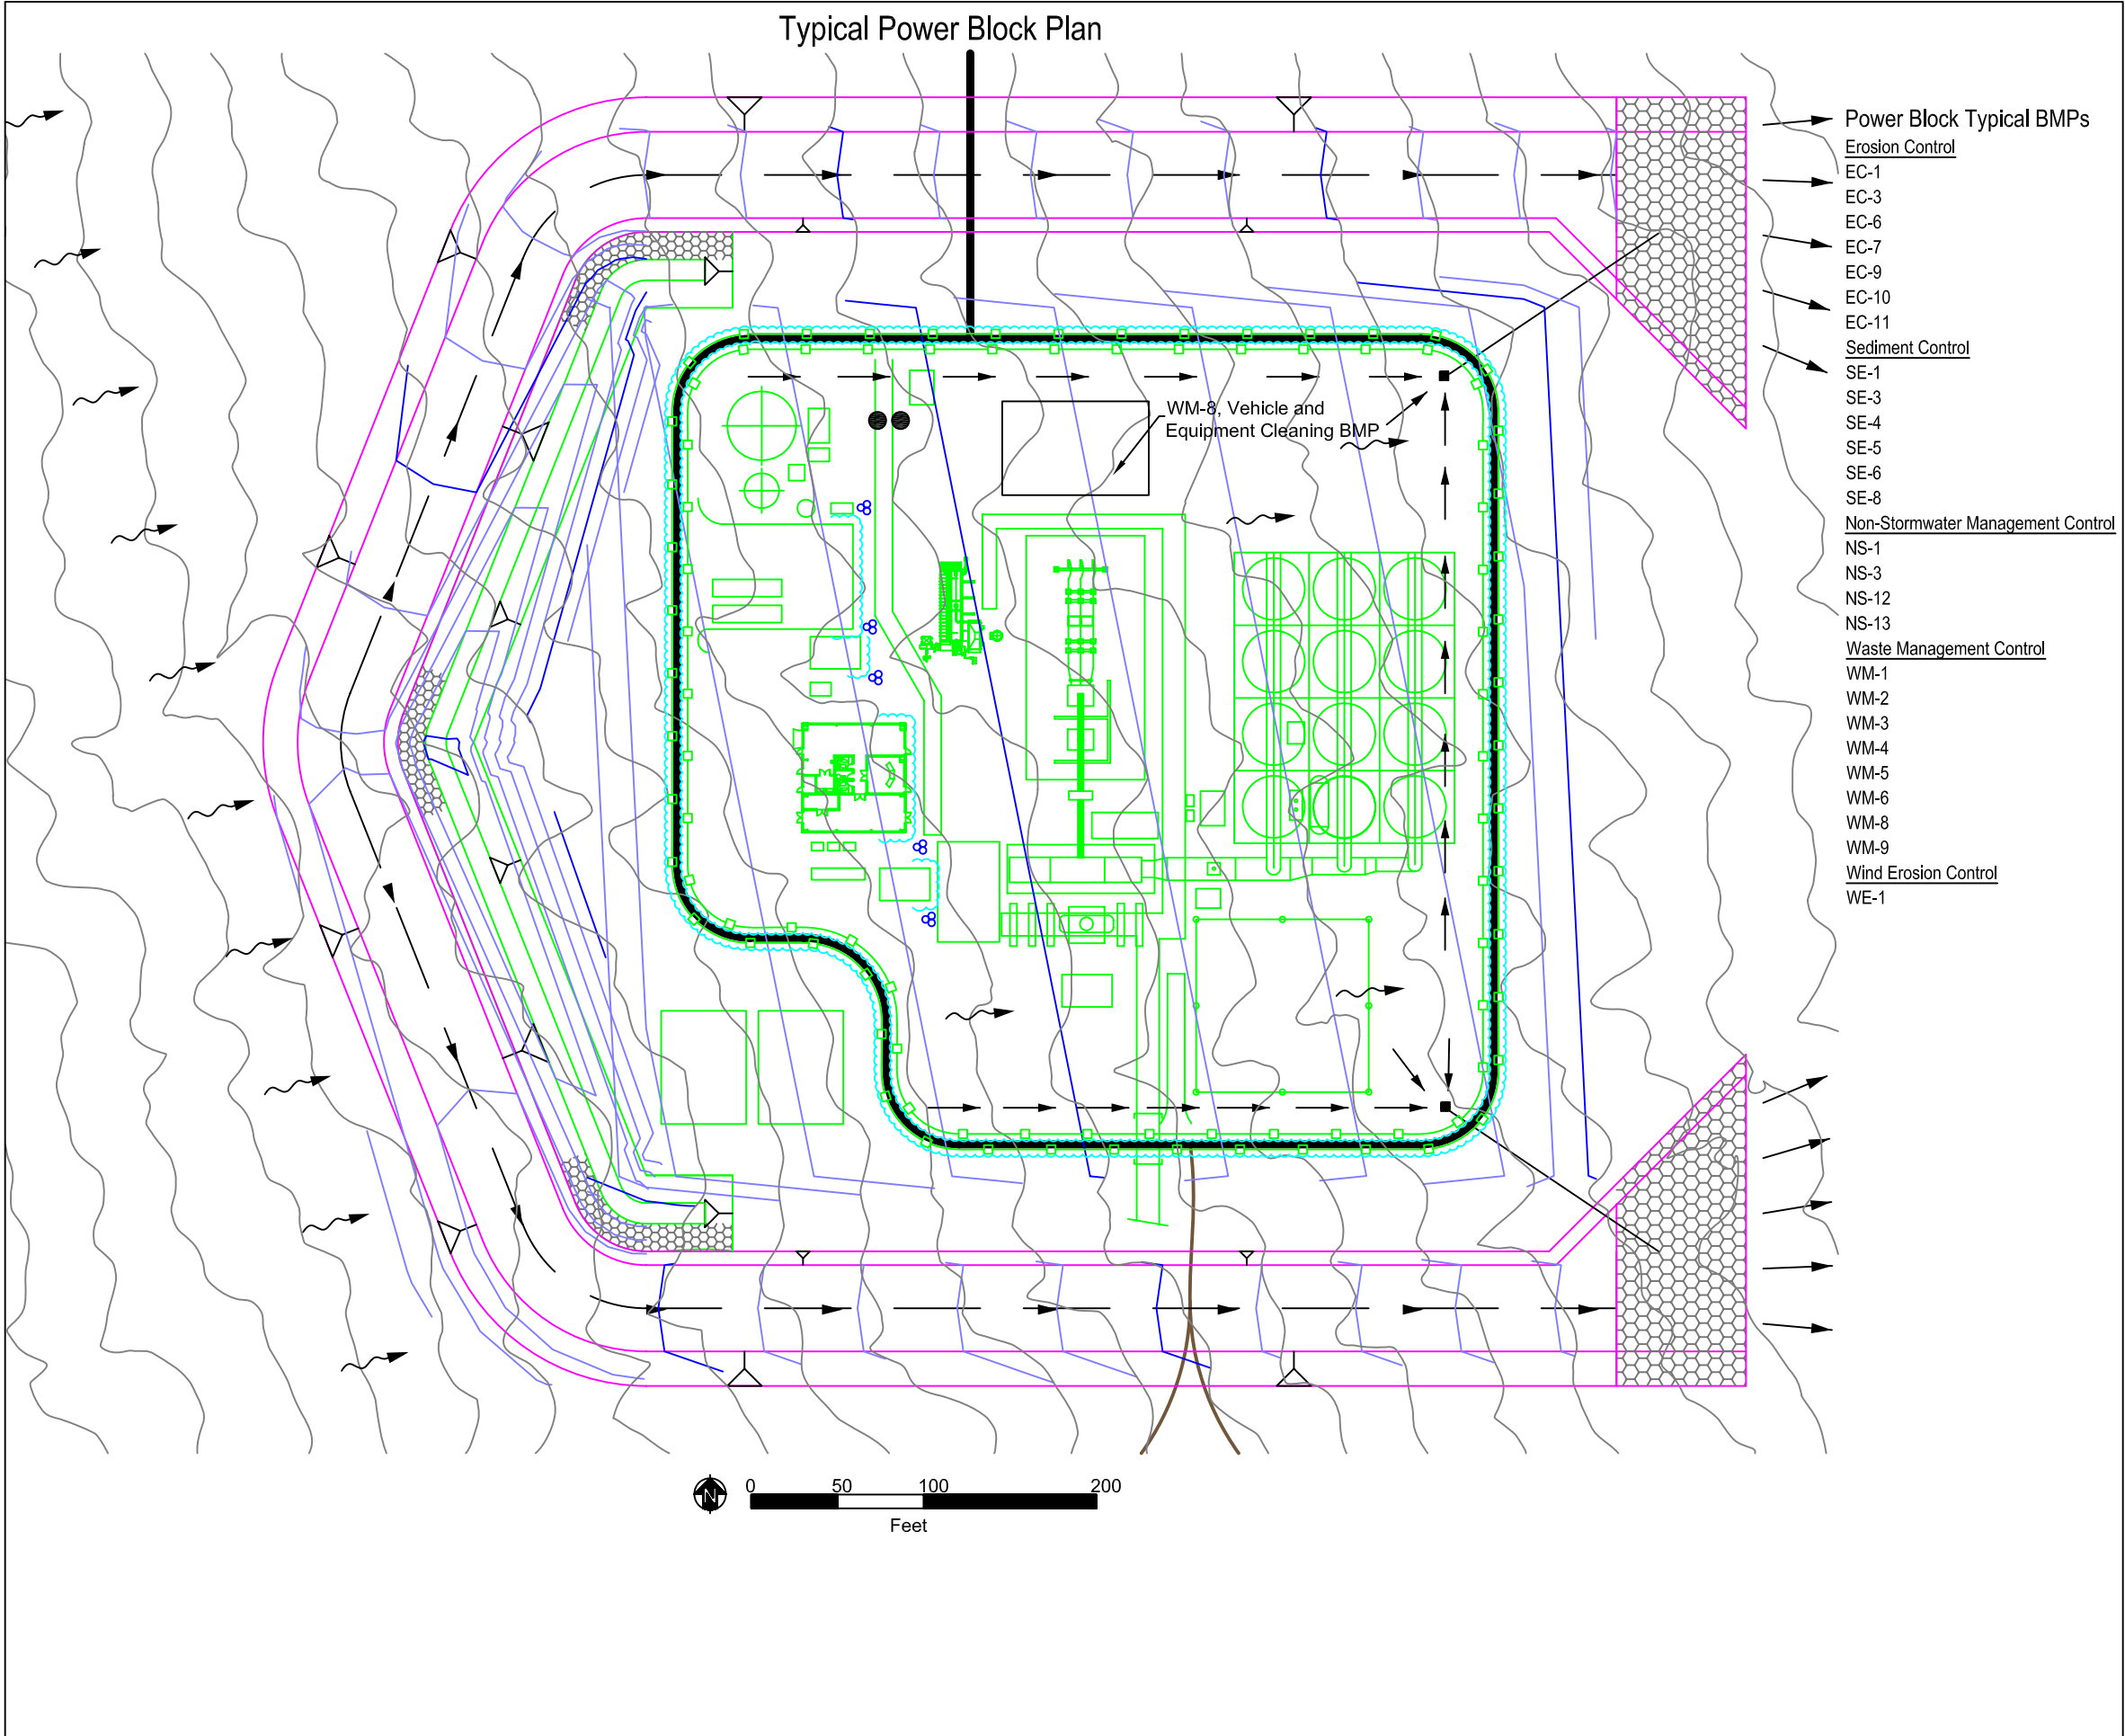 Typical Power Block Plan
Power Block Typical BMPs
Erosion Control
EC-1
EC-3
EC-6
EC-7
EC-9
EC-10
EC-11
Sediment Control
SE-1
SE-3
SE-4
SE-5
SE-6
SE-8
Non-Stormwater Management Control
NS-1
NS-3
NS-12
NS-13
Waste Management Control
WM-1
WM-2
WM-3
WM-4
WM-5
WM-6
WM-8
WM-9
Wind Erosion Control
WE-1
WM-8, Vehicle and
Equipment Cleaning BMP
N
0 50 100 200
Feet